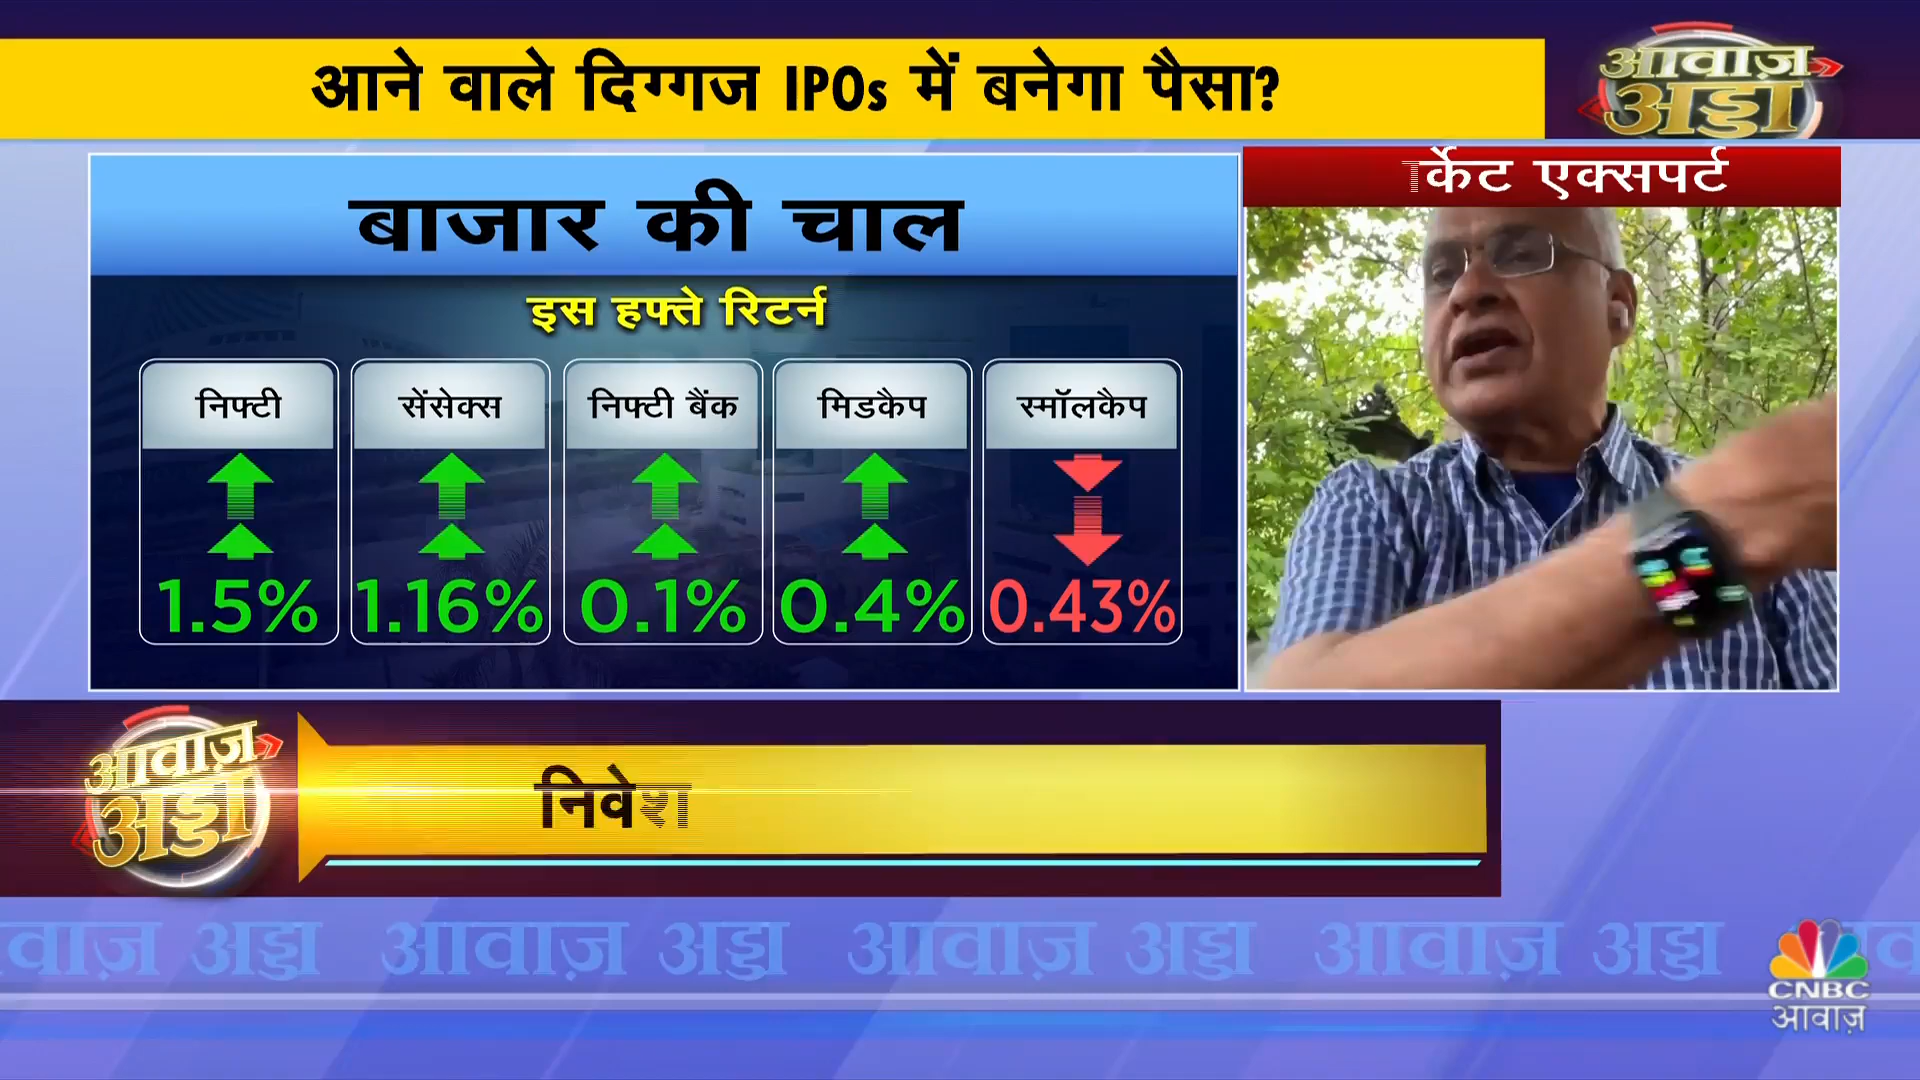 आने वाले दिग्गज IPOs में बनेगा पैसा?
आवाज़
अड्डा
बाजार की चाल
र्केट एक्सपर्ट
इस हफ्ते रिटर्न
निफ्टी सेंसेक्स निफ्टी बैंक मिडकैप स्मॉलकैप
1.5% 1.16% 0.1% 0.4% 0.43%
आवाज़
अड्डा
निवेश
वाज़ अड्डा आवाज़ अड्डा आवाज़ अड्डा आवाज़ अड्डा
CNBC
आवाज़